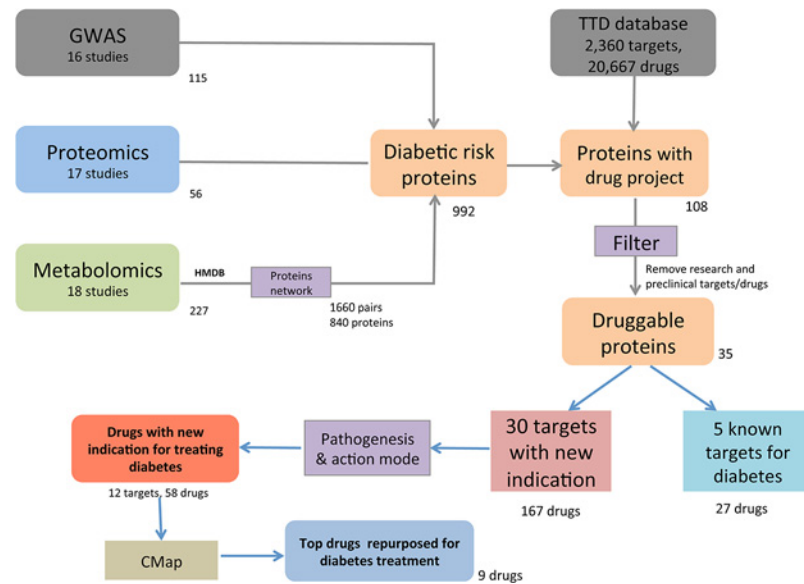 GWAS
16 studies
115
TTD database
2,360 targets,
20,667 drugs
Proteomics
17 studies
56
Diabetic risk
proteins
992
Proteins with
drug project
108
Filter
Remove research and
preclinical targets/drugs
Metabolomics
18 studies
227
HMDB
Proteins
network
1660 pairs
840 proteins
Druggable
proteins
35
Drugs with new
indication for treating
diabetes
12 targets, 58 drugs
Pathogenesis
& action mode
30 targets
with new
indication
167 drugs
5 known
targets for
diabetes
27 drugs
CMap
Top drugs repurposed for
diabetes treatment
9 drugs